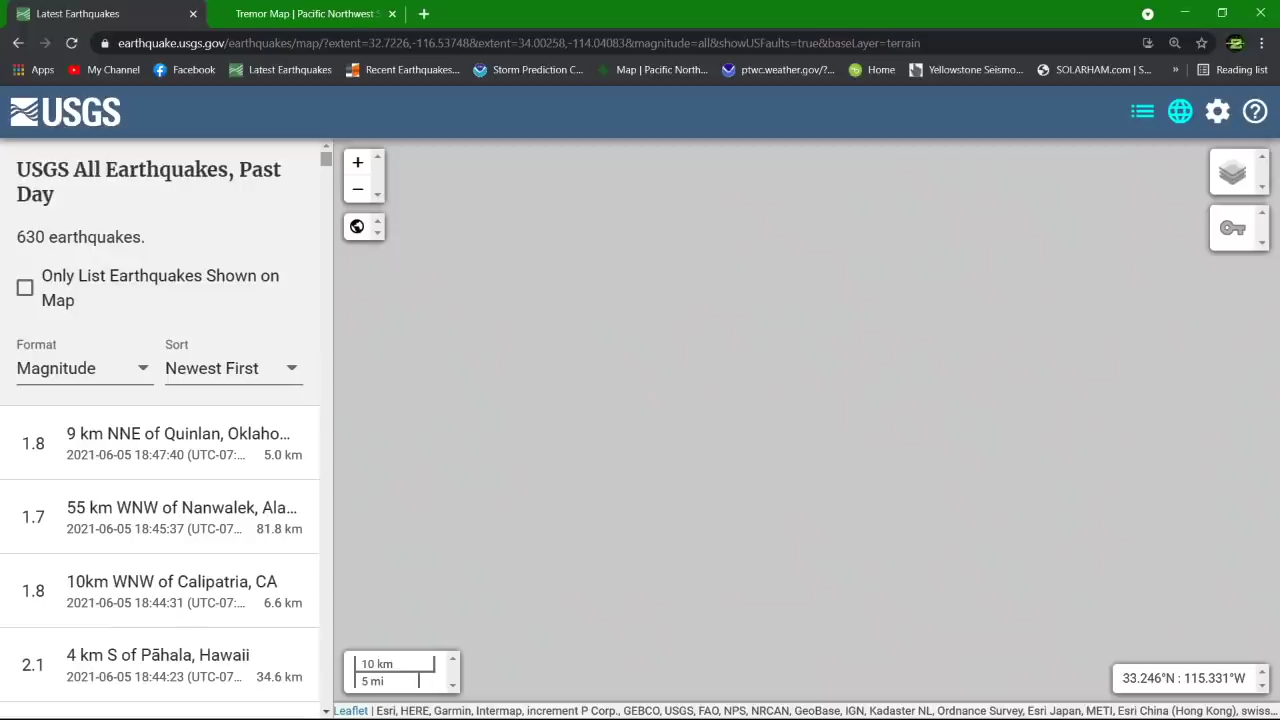 Latest Earthquakes
Tremor Map | Pacific Northwest S
earthquake.usgs.gov/earthquakes/map/?extent=32.7226,-116.53748&extent=34.00258,-114.04083&magnitude=all&showUSFaults=true&baseLayer=terrain
Apps
My Channel
Facebook
Latest Earthquakes
Recent Earthquakes...
Storm Prediction C...
Map | Pacific North...
ptwc.weather.gov/?...
Home
Yellowstone Seismo...
SOLARHAM.com | S...
»
Reading list
USGS
USGS All Earthquakes, Past
Day
630 earthquakes.
Only List Earthquakes Shown on
Map
Format
Sort
Magnitude
Newest First
1.8
9 km NNE of Quinlan, Oklaho...
2021-06-05 18:47:40 (UTC-07:...
5.0 km
1.7
55 km WNW of Nanwalek, Ala...
2021-06-05 18:45:37 (UTC-07...
81.8 km
1.8
10km WNW of Calipatria, CA
2021-06-05 18:44:31 (UTC-07:...
6.6 km
2.1
4 km S of Pāhala, Hawaii
2021-06-05 18:44:23 (UTC-07...
34.6 km
+
−
10 km
5 mi
33.246°N : 115.331°W
Leaflet | Esri, HERE, Garmin, Intermap, increment P Corp., GEBCO, USGS, FAO, NPS, NRCAN, GeoBase, IGN, Kadaster NL, Ordnance Survey, Esri Japan, METI, Esri China (Hong Kong), swiss...